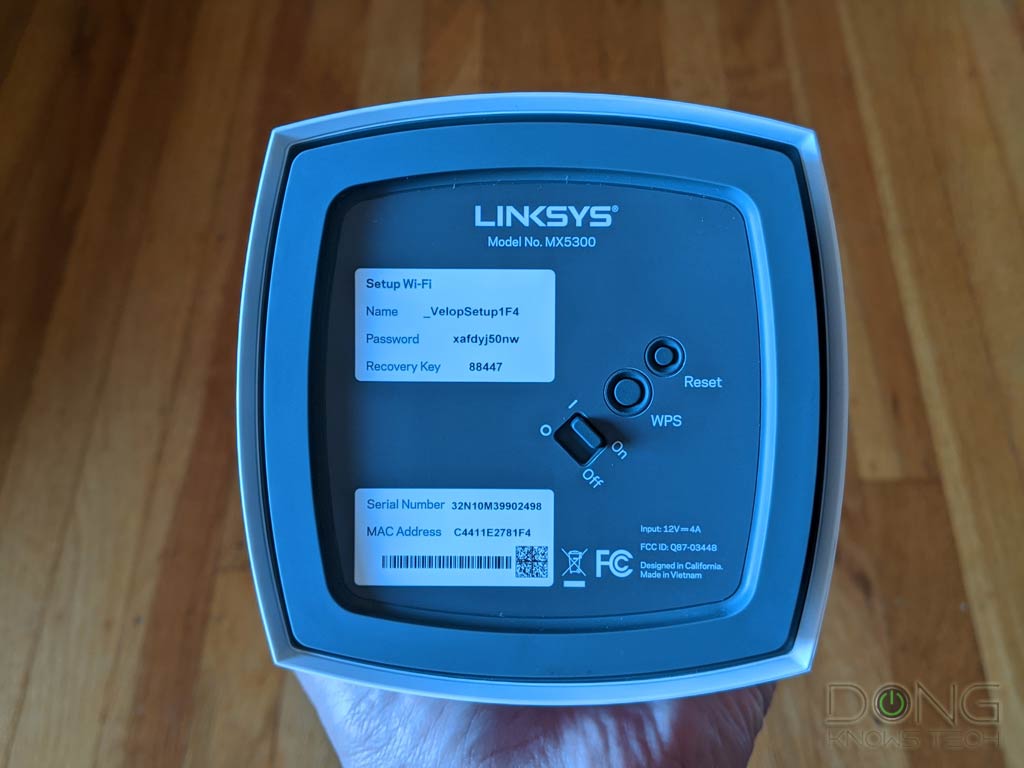 LINKSYS®
Model No. MX5300
Setup Wi-Fi
Name _VelopSetup1F4
Password xafdyj50nw
Recovery Key 88447
Reset
WPS
I
O
On
Off
Serial Number 32N10M39902498
MAC Address C4411E2781F4
Input: 12V⎓4A
FCC ID: Q87-03448
Designed in California.
Made in Vietnam
FC
DONG
KNOWS TECH